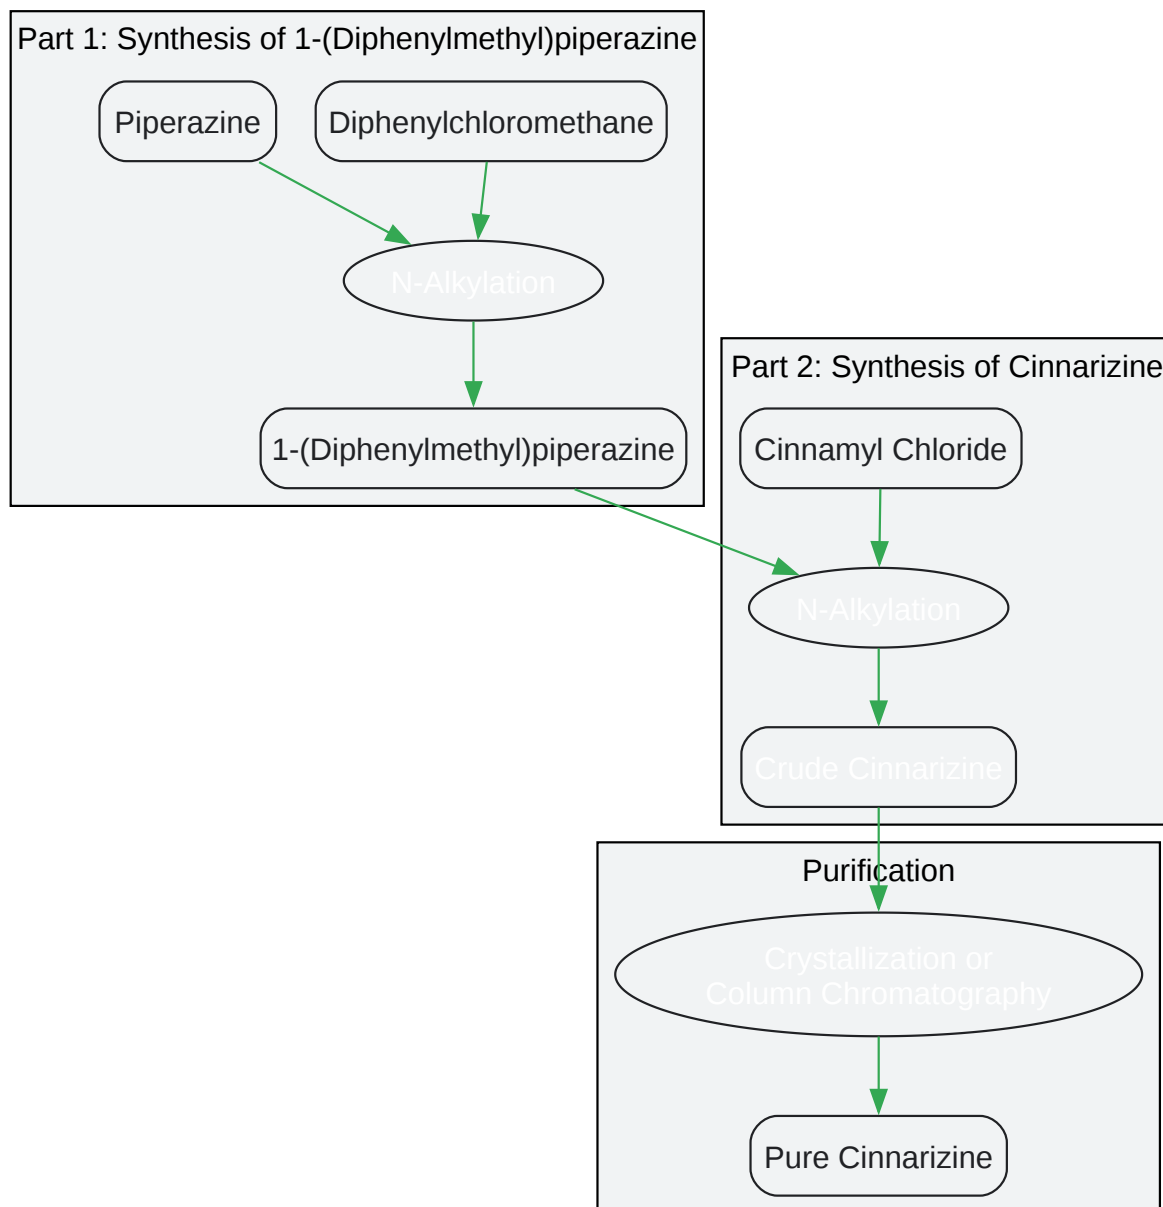 Part 1: Synthesis of 1-(Diphenylmethyl)piperazine
Piperazine
Diphenylchloromethane
N-Alkylation
1-(Diphenylmethyl)piperazine
Part 2: Synthesis of Cinnarizine
Cinnamyl Chloride
N-Alkylation
Crude Cinnarizine
Purification
Crystallization or
Column Chromatography
Pure Cinnarizine